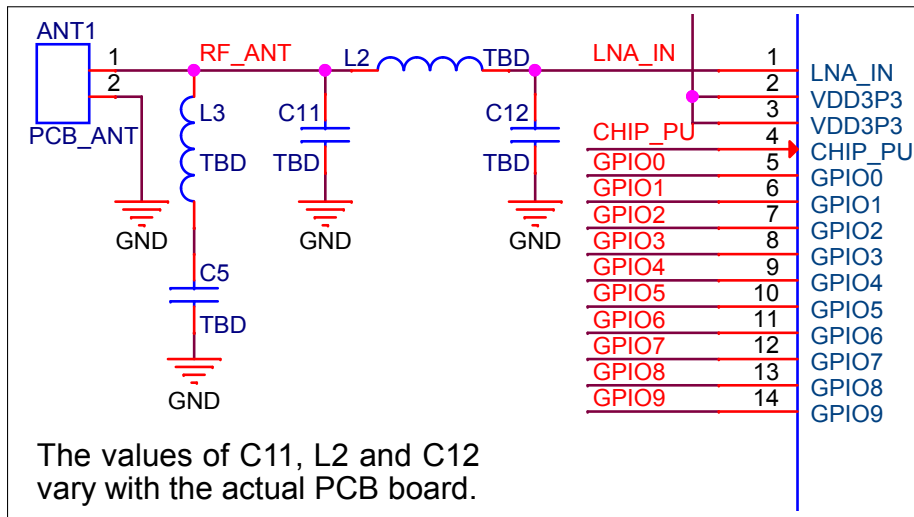 ANT1
1
2
PCB_ANT
GND
RF_ANT
L3
TBD
C5
TBD
GND
C11
TBD
GND
L2
TBD
C12
TBD
GND
LNA_IN
CHIP_PU
GPIO0
GPIO1
GPIO2
GPIO3
GPIO4
GPIO5
GPIO6
GPIO7
GPIO8
GPIO9
1
2
3
4
5
6
7
8
9
10
11
12
13
14
LNA_IN
VDD3P3
VDD3P3
CHIP_PU
GPIO0
GPIO1
GPIO2
GPIO3
GPIO4
GPIO5
GPIO6
GPIO7
GPIO8
GPIO9
The values of C11, L2 and C12
vary with the actual PCB board.